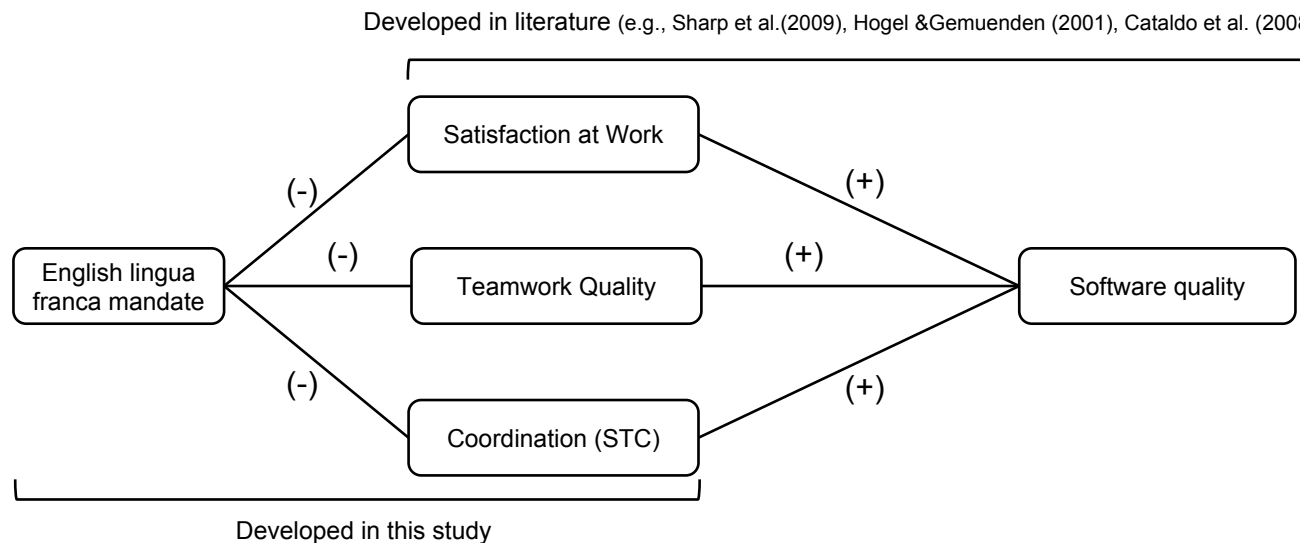 Developed in literature (e.g., Sharp et al.(2009), Hogel &Gemuenden (2001), Cataldo et al. (2008
Satisfaction at Work
(-)
(+)
English lingua
franca mandate
(-)
Teamwork Quality
(+)
Software quality
(-)
(+)
Coordination (STC)
Developed in this study